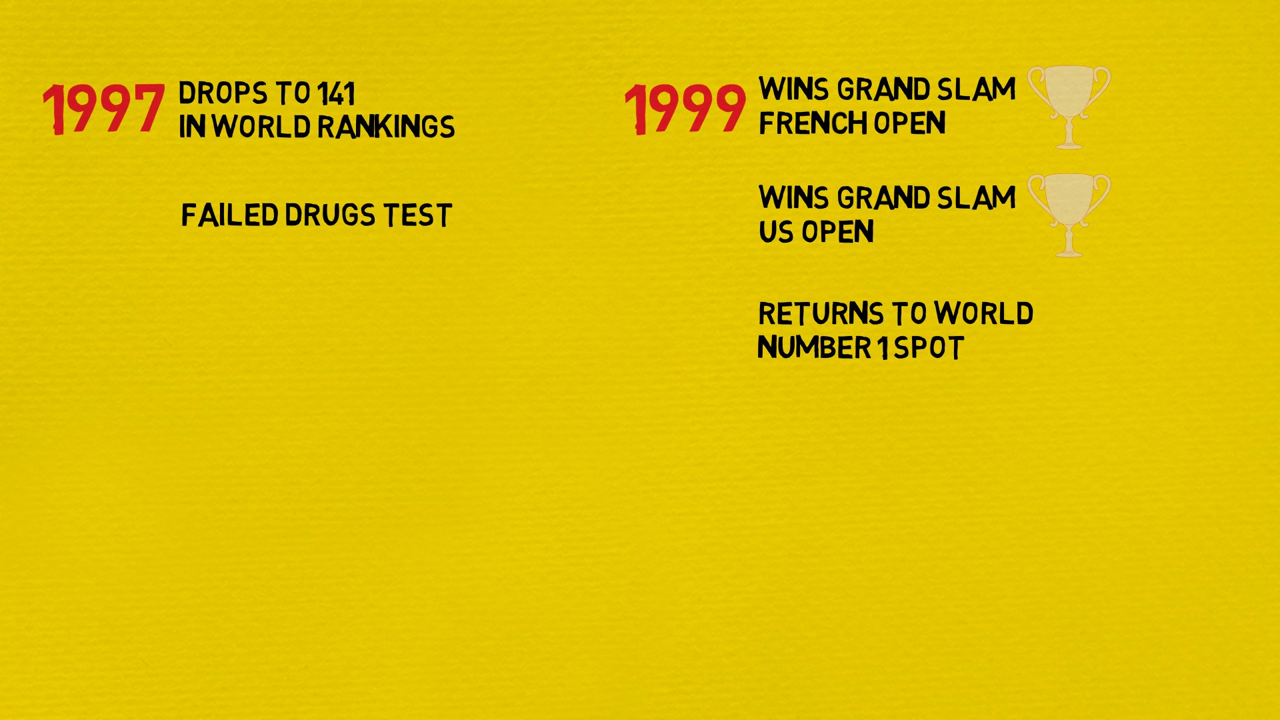 1997
DROPS TO 141
IN WORLD RANKINGS
FAILED DRUGS TEST
1999
WINS GRAND SLAM
FRENCH OPEN
WINS GRAND SLAM
US OPEN
RETURNS TO WORLD
NUMBER 1 SPOT